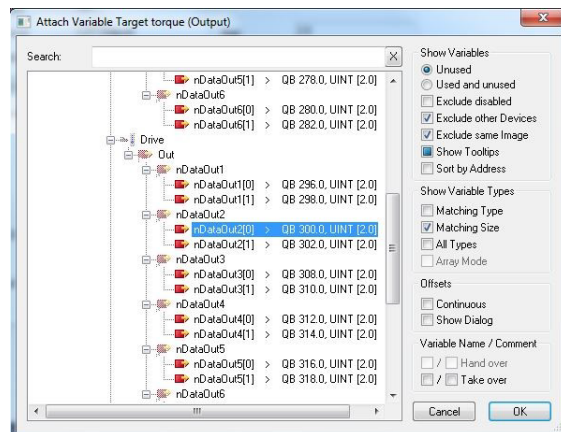 Attach Variable Target torque (Output)
Search:
X
nDataOut5[1] > QB 278.0, UINT [2.0]
nDataOut6
nDataOut6[0] > QB 280.0, UINT [2.0]
nDataOut6[1] > QB 282.0, UINT [2.0]
Drive
Out
nDataOut1
nDataOut1[0] > QB 296.0, UINT [2.0]
nDataOut1[1] > QB 298.0, UINT [2.0]
nDataOut2
nDataOut2[0] > QB 300.0, UINT [2.0]
nDataOut2[1] > QB 302.0, UINT [2.0]
nDataOut3
nDataOut3[0] > QB 308.0, UINT [2.0]
nDataOut3[1] > QB 310.0, UINT [2.0]
nDataOut4
nDataOut4[0] > QB 312.0, UINT [2.0]
nDataOut4[1] > QB 314.0, UINT [2.0]
nDataOut5
nDataOut5[0] > QB 316.0, UINT [2.0]
nDataOut5[1] > QB 318.0, UINT [2.0]
nDataOut6
Show Variables
Unused
Used and unused
Exclude disabled
Exclude other Devices
Exclude same Image
Show Tooltips
Sort by Address
Show Variable Types
Matching Type
Matching Size
All Types
Array Mode
Offsets
Continuous
Show Dialog
Variable Name / Comment
/ Hand over
/ Take over
Cancel
OK